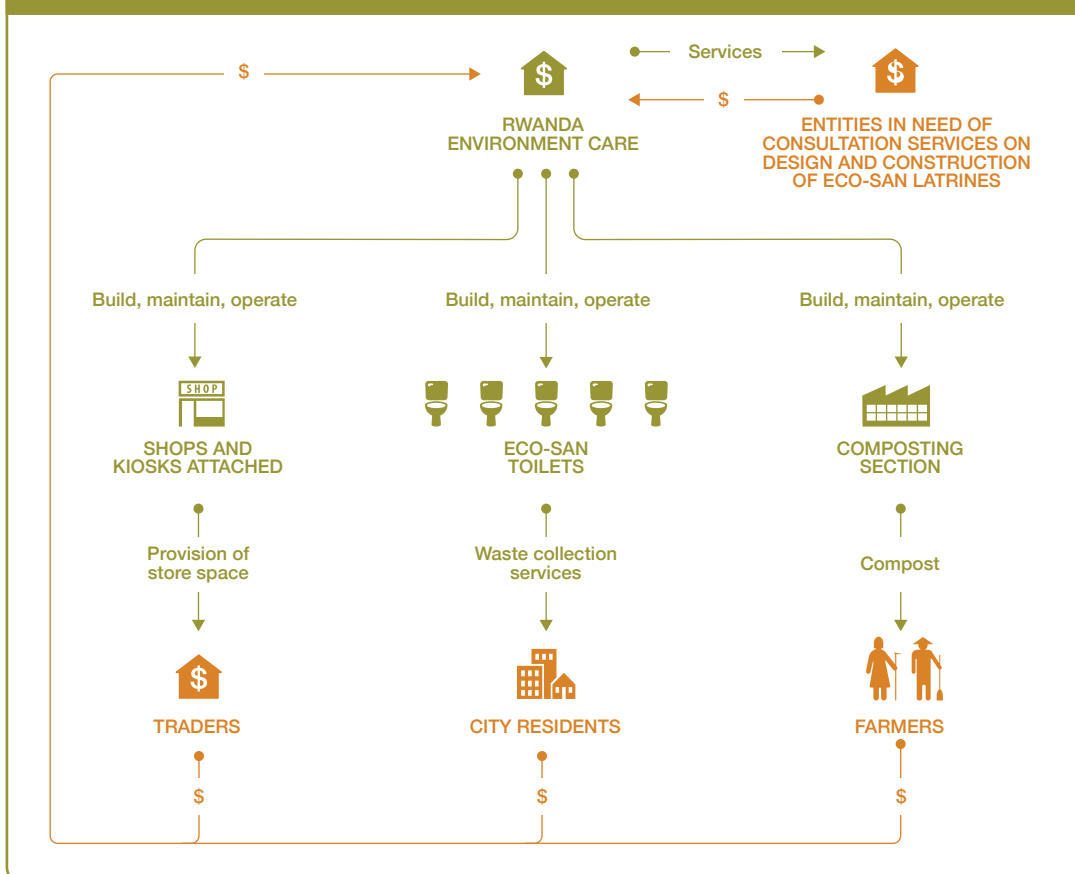 Services
$
$
$
$
RWANDA
ENVIRONMENT CARE
ENTITIES IN NEED OF
CONSULTATION SERVICES ON
DESIGN AND CONSTRUCTION
OF ECO-SAN LATRINES
Build, maintain, operate
Build, maintain, operate
Build, maintain, operate
SHOP
SHOPS AND
KIOSKS ATTACHED
ECO-SAN
TOILETS
COMPOSTING
SECTION
Provision of
store space
Waste collection
services
Compost
$
TRADERS
CITY RESIDENTS
FARMERS
$
$
$